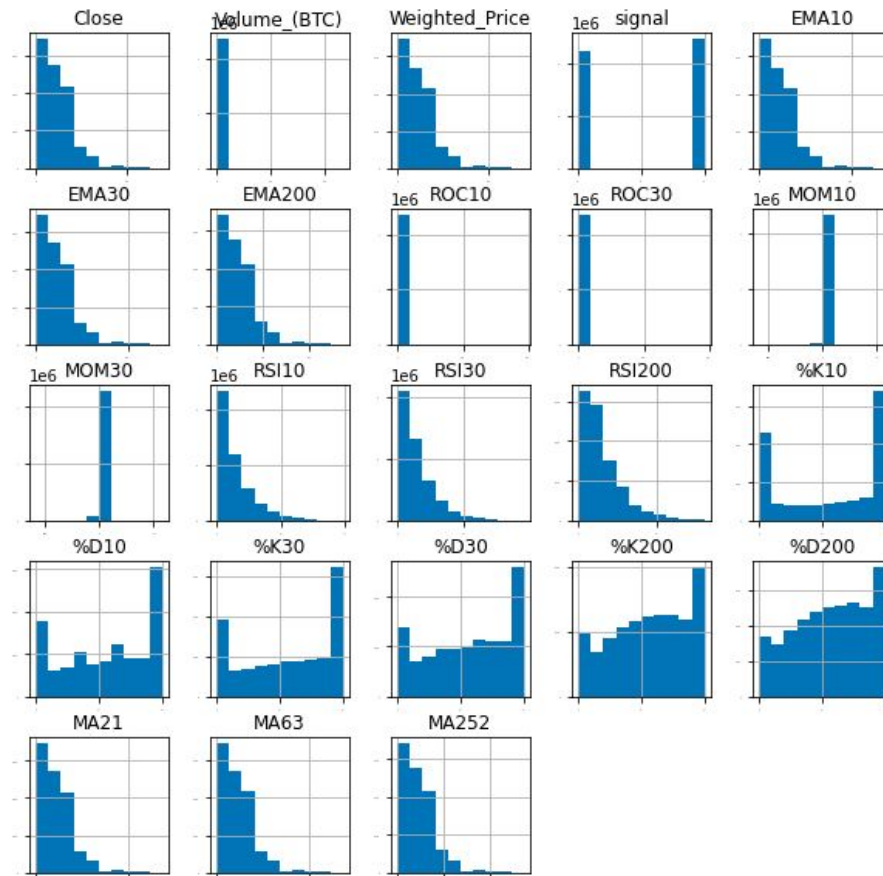 Close Volume_(BTC) Weighted_Price signal EMA10
1e6 1e6
EMA30 EMA200 ROC10 ROC30 MOM10
1e6 1e6 1e6
MOM30 RSI10 RSI30 RSI200 %K10
1e6 1e6 1e6
%D10 %K30 %D30 %K200 %D200
MA21 MA63 MA252